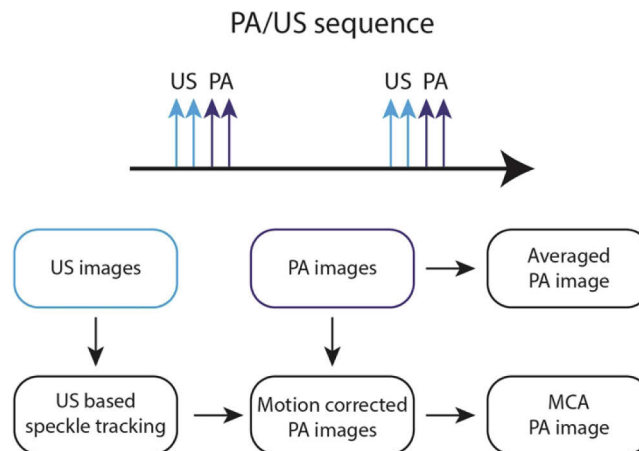 PA/US sequence
US PA
US PA
US images
PA images
Averaged
PA image
US based
speckle tracking
Motion corrected
PA images
MCA
PA image